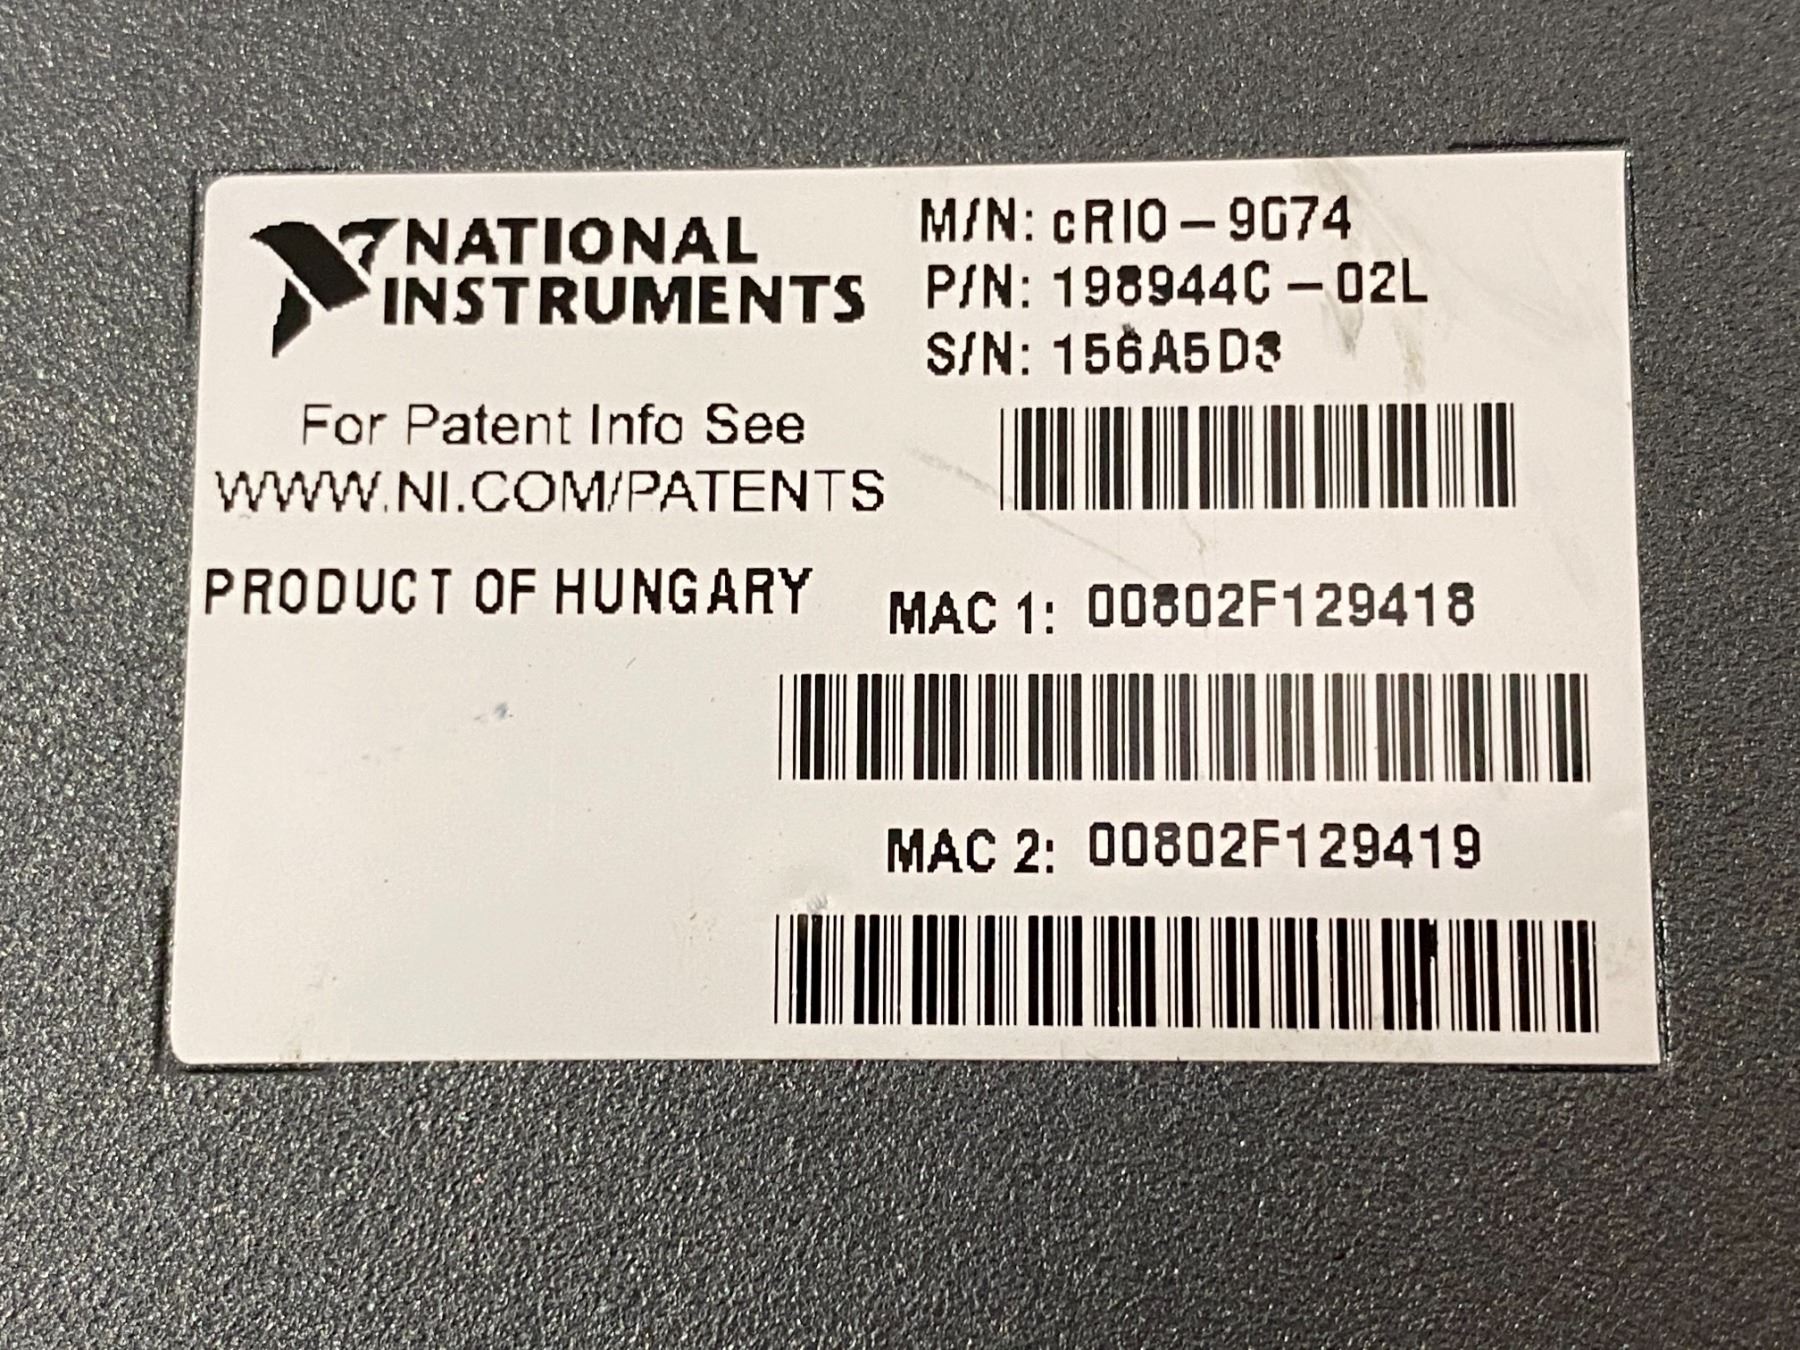 NATIONAL
INSTRUMENTS
For Patent Info See
WWW.NI.COM/PATENTS
PRODUCT OF HUNGARY
M/N: cRIO-9074
P/N: 198944C-02L
S/N:
MAC 1: 00802F129418
MAC 2: 00802F129419